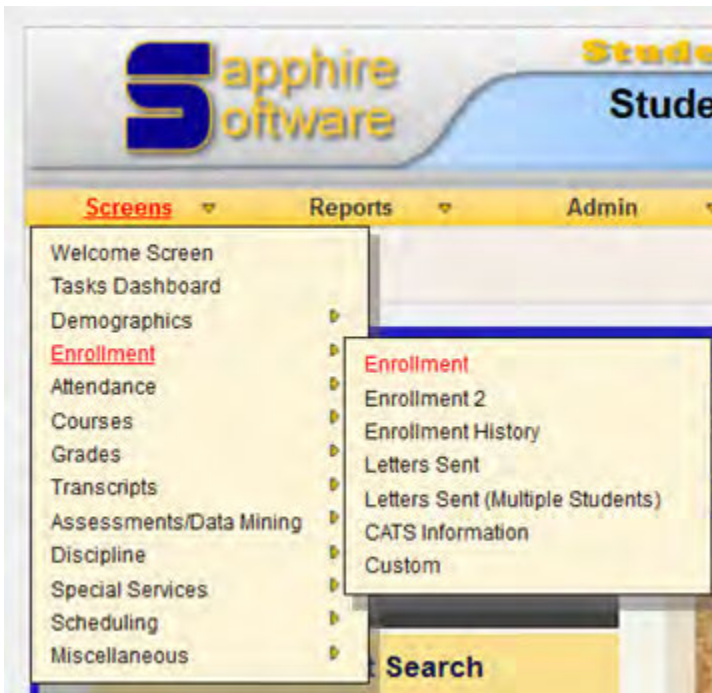 Sapphire
Software
Stude
Stude
Screens Reports Admin
Welcome Screen
Tasks Dashboard
Demographics
Enrollment
Attendance
Courses
Grades
Transcripts
Assessments/Data Mining
Discipline
Special Services
Scheduling
Miscellaneous
Enrollment
Enrollment 2
Enrollment History
Letters Sent
Letters Sent (Multiple Students)
CATS Information
Custom
t Search